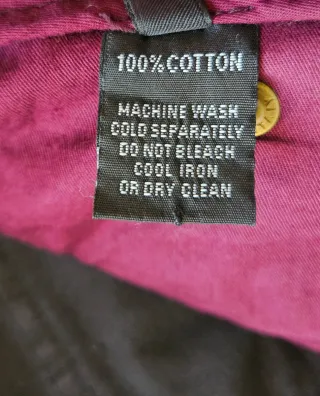 100% COTTON
MACHINE WASH
COLD SEPARATELY
DO NOT BLEACH
COOL IRON
OR DRY CLEAN